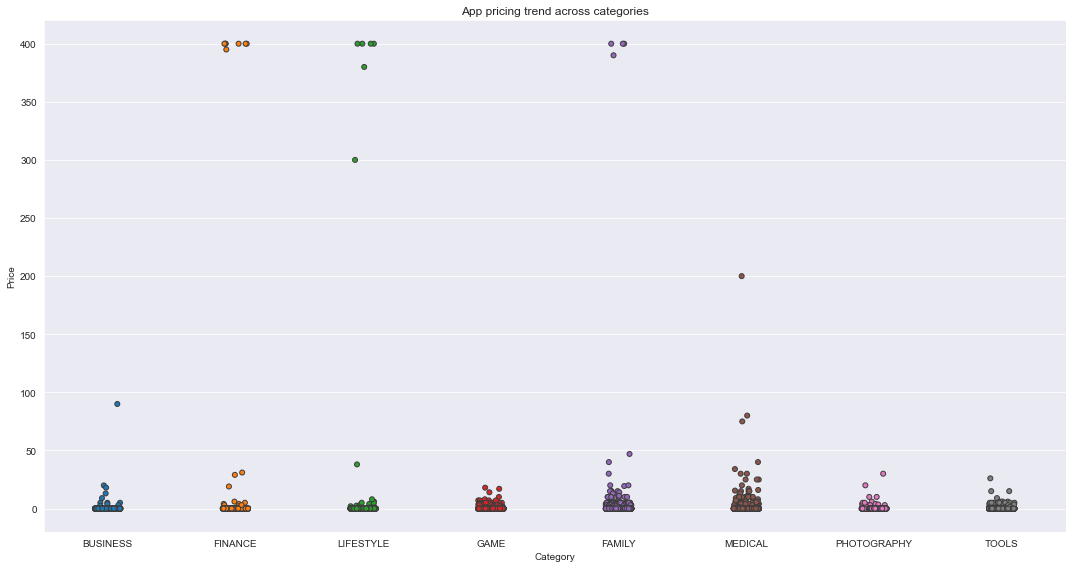 App pricing trend across categories
Price
400
350
300
250
200
150
100
50
0
BUSINESS FINANCE LIFESTYLE GAME FAMILY MEDICAL PHOTOGRAPHY TOOLS
Category